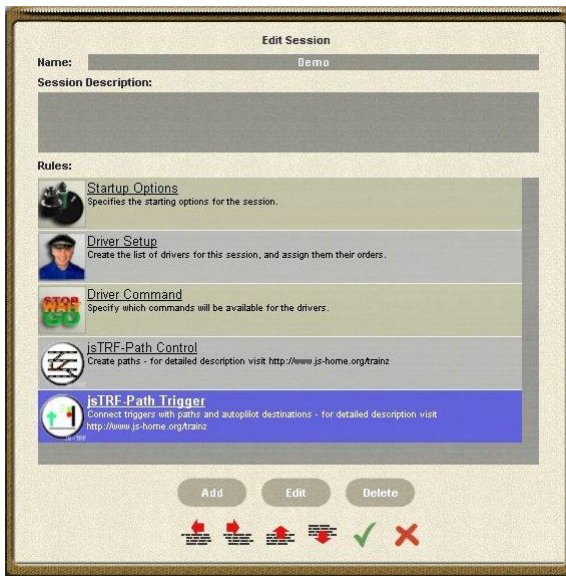 Edit Session
Name: Demo
Session Description:
Rules:
Startup Options
Specifies the starting options for the session.
Driver Setup
Create the list of drivers for this session, and assign them their orders.
STOP
WAIT
GO
Driver Command
Specify which commands will be available for the drivers.
jsTRF-Path Control
Create paths - for detailed description visit http://www.js-home.org/trainz
jsTRF-Path Trigger
Connect triggers with paths and autopilot destinations - for detailed description visit
http://www.js-home.org/trainz
Add Edit Delete